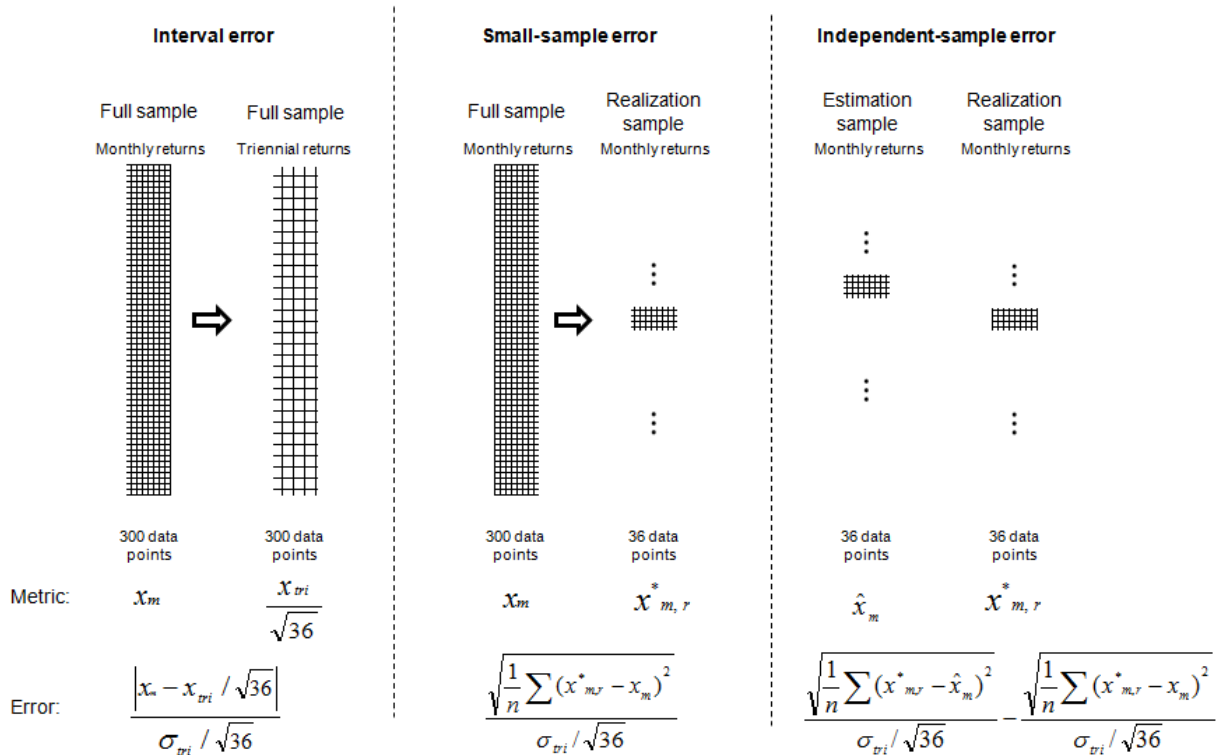 Interval error
Small-sample error
Independent-sample error
Full sample
Monthly returns
Full sample
Triennial returns
Full sample
Monthly returns
Realization
sample
Monthly returns
Estimation
sample
Monthly returns
Realization
sample
Monthly returns
300 data
points
300 data
points
300 data
points
36 data
points
36 data
points
36 data
points
Metric:
x_m
x_tri / √36
x_m
x*_m, r
x̂_m
x*_m, r
Error:
|x_m − x_tri / √36| / (σ_tri / √36)
√(1/n ∑ (x*_m,r − x_m)²) / (σ_tri / √36)
√(1/n ∑ (x*_m,r − x̂_m)²) / (σ_tri / √36) − √(1/n ∑ (x*_m,r − x_m)²) / (σ_tri / √36)